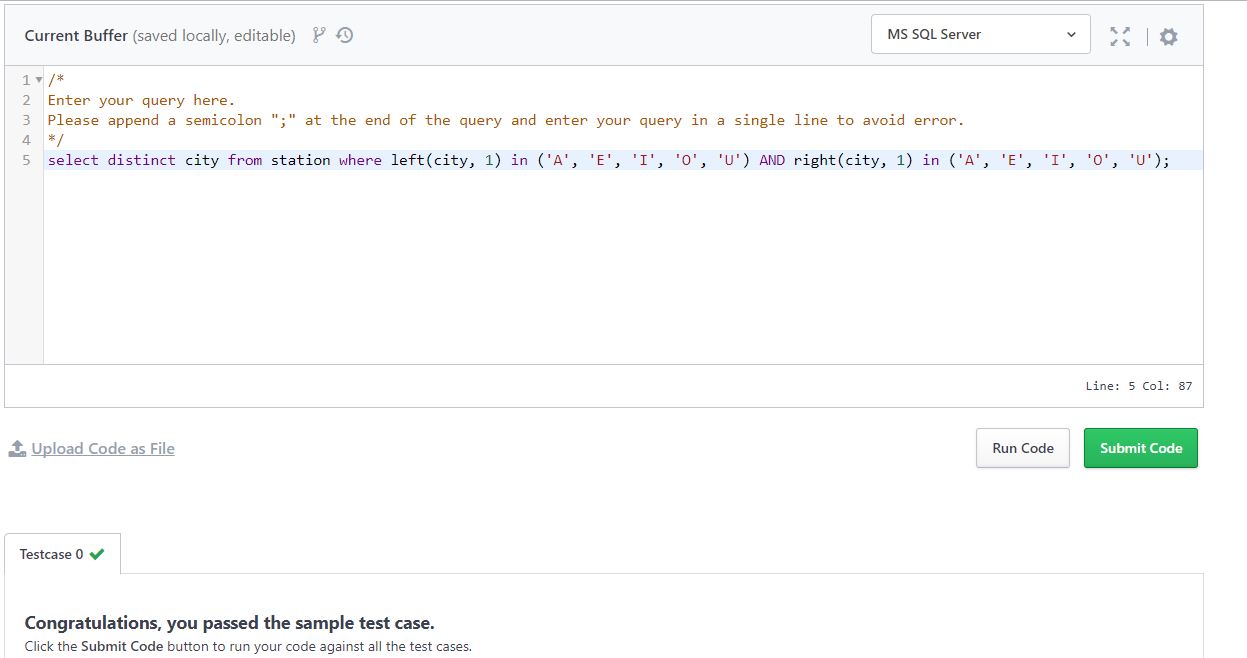 Current Buffer (saved locally, editable)
MS SQL Server
1 /*
2 Enter your query here.
3 Please append a semicolon ";" at the end of the query and enter your query in a single line to avoid error.
4 */
5 select distinct city from station where left(city, 1) in ('A', 'E', 'I', 'O', 'U') AND right(city, 1) in ('A', 'E', 'I', 'O', 'U');
Line: 5 Col: 87
Upload Code as File
Run Code
Submit Code
Testcase 0
Congratulations, you passed the sample test case.
Click the Submit Code button to run your code against all the test cases.